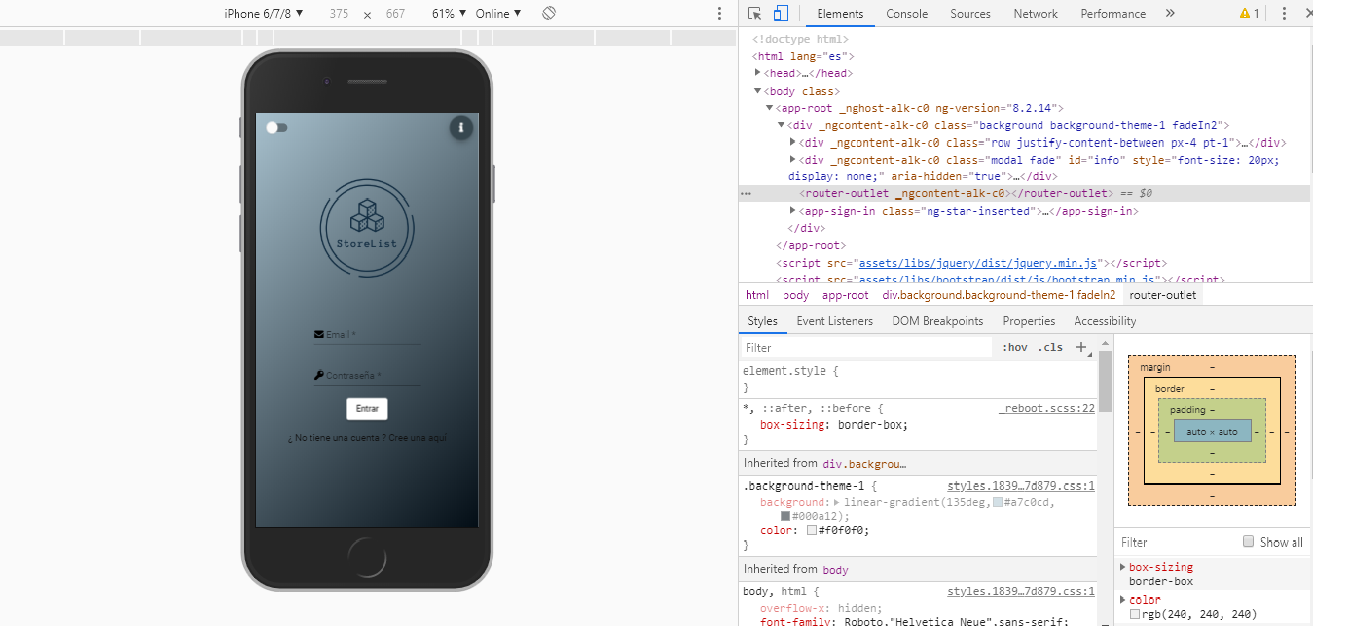 iPhone 6/7/8 ▼ 375 × 667 61% ▼ Online ▼
StoreList
Email *
Contraseña *
Entrar
¿ No tiene una cuenta ? Cree una aquí
Elements Console Sources Network Performance » 1
<!doctype html>
<html lang="es">
<head>…</head>
<body class>
<app-root _nghost-alk-c0 ng-version="8.2.14">
<div _ngcontent-alk-c0 class="background background-theme-1 fadeIn2">
<div _ngcontent-alk-c0 class="row justify-content-between px-4 pt-1">…</div>
<div _ngcontent-alk-c0 class="modal fade" id="info" style="font-size: 20px;
display: none;" aria-hidden="true">…</div>
<router-outlet _ngcontent-alk-c0></router-outlet> == $0
<app-sign-in class="ng-star-inserted">…</app-sign-in>
</div>
</app-root>
<script src="assets/libs/jquery/dist/jquery.min.js"></script>
<script src="assets/libs/bootstrap/dist/js/bootstrap.min.js"></script>
html body app-root div.background.background-theme-1.fadeIn2 router-outlet
Styles Event Listeners DOM Breakpoints Properties Accessibility
Filter :hov .cls +
element.style {
}
*, ::after, ::before { _reboot.scss:22
box-sizing: border-box;
}
Inherited from div.backgrou…
.background-theme-1 { styles.1839…7d879.css:1
background: linear-gradient(135deg, #a7c0cd,
#000a12);
color: #f0f0f0;
}
Inherited from body
body, html { styles.1839…7d879.css:1
overflow-x: hidden;
font-family: Roboto,"Helvetica Neue",sans-serif;
margin –
border –
padding –
auto × auto
Filter Show all
box-sizing
border-box
color
rgb(240, 240, 240)